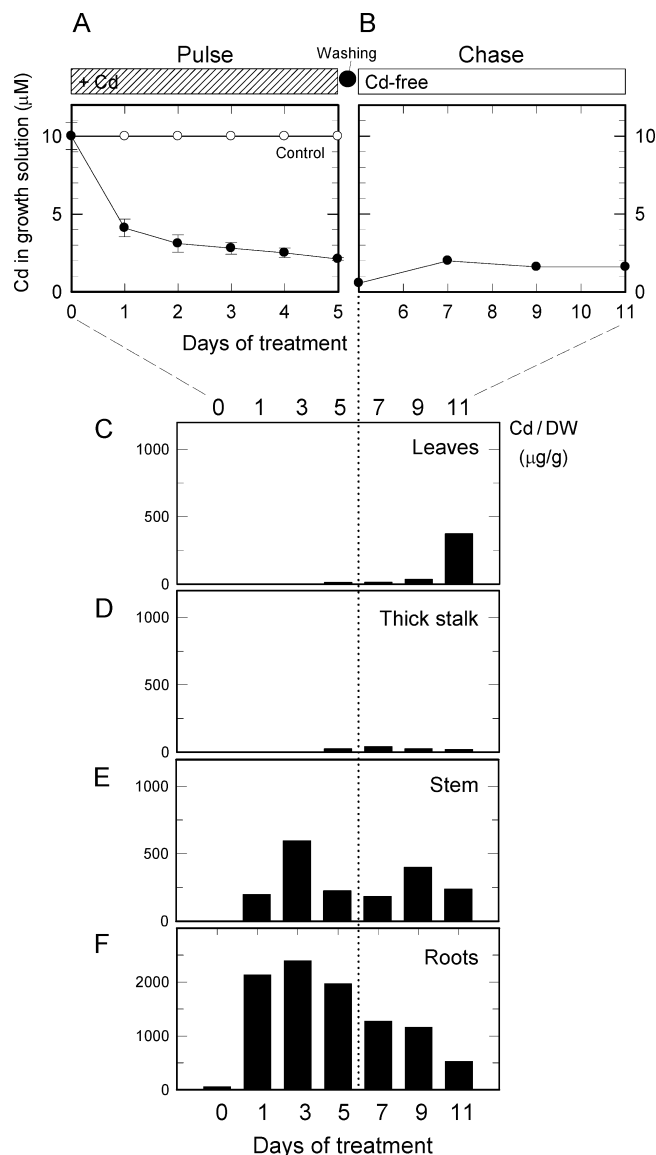 A
B
Washing
Pulse
Chase
+ Cd
Cd-free
Cd in growth solution (μM)
10
5
0
Control
10
5
0
0 1 2 3 4 5
6 7 8 9 10 11
Days of treatment
0 1 3 5 7 9 11
C
Cd / DW
(μg/g)
1000
500
0
Leaves
D
1000
500
0
Thick stalk
E
1000
500
0
Stem
F
2000
1000
0
Roots
0 1 3 5 7 9 11
Days of treatment